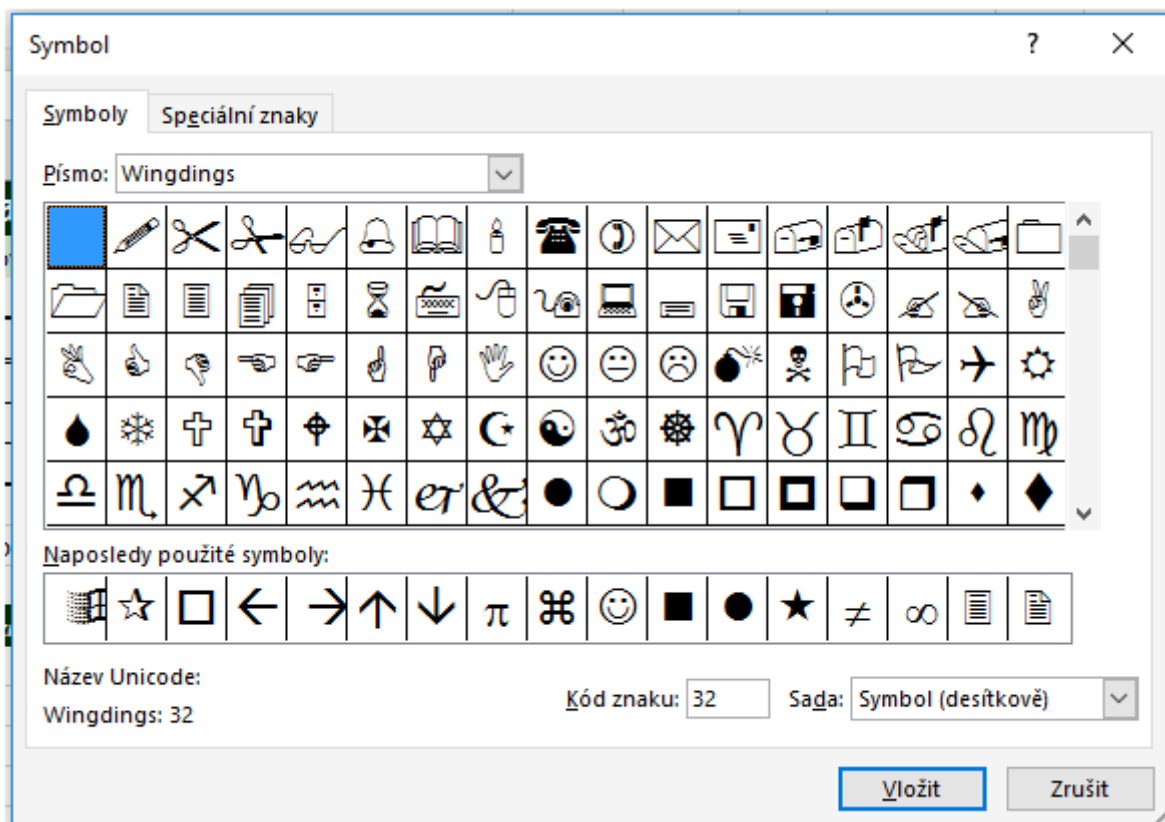 Symbol
Symboly Speciální znaky
Písmo: Wingdings
Naposledy použité symboly:
π ≠ ∞
Název Unicode:
Wingdings: 32
Kód znaku: 32 Sada: Symbol (desítkově)
Vložit Zrušit